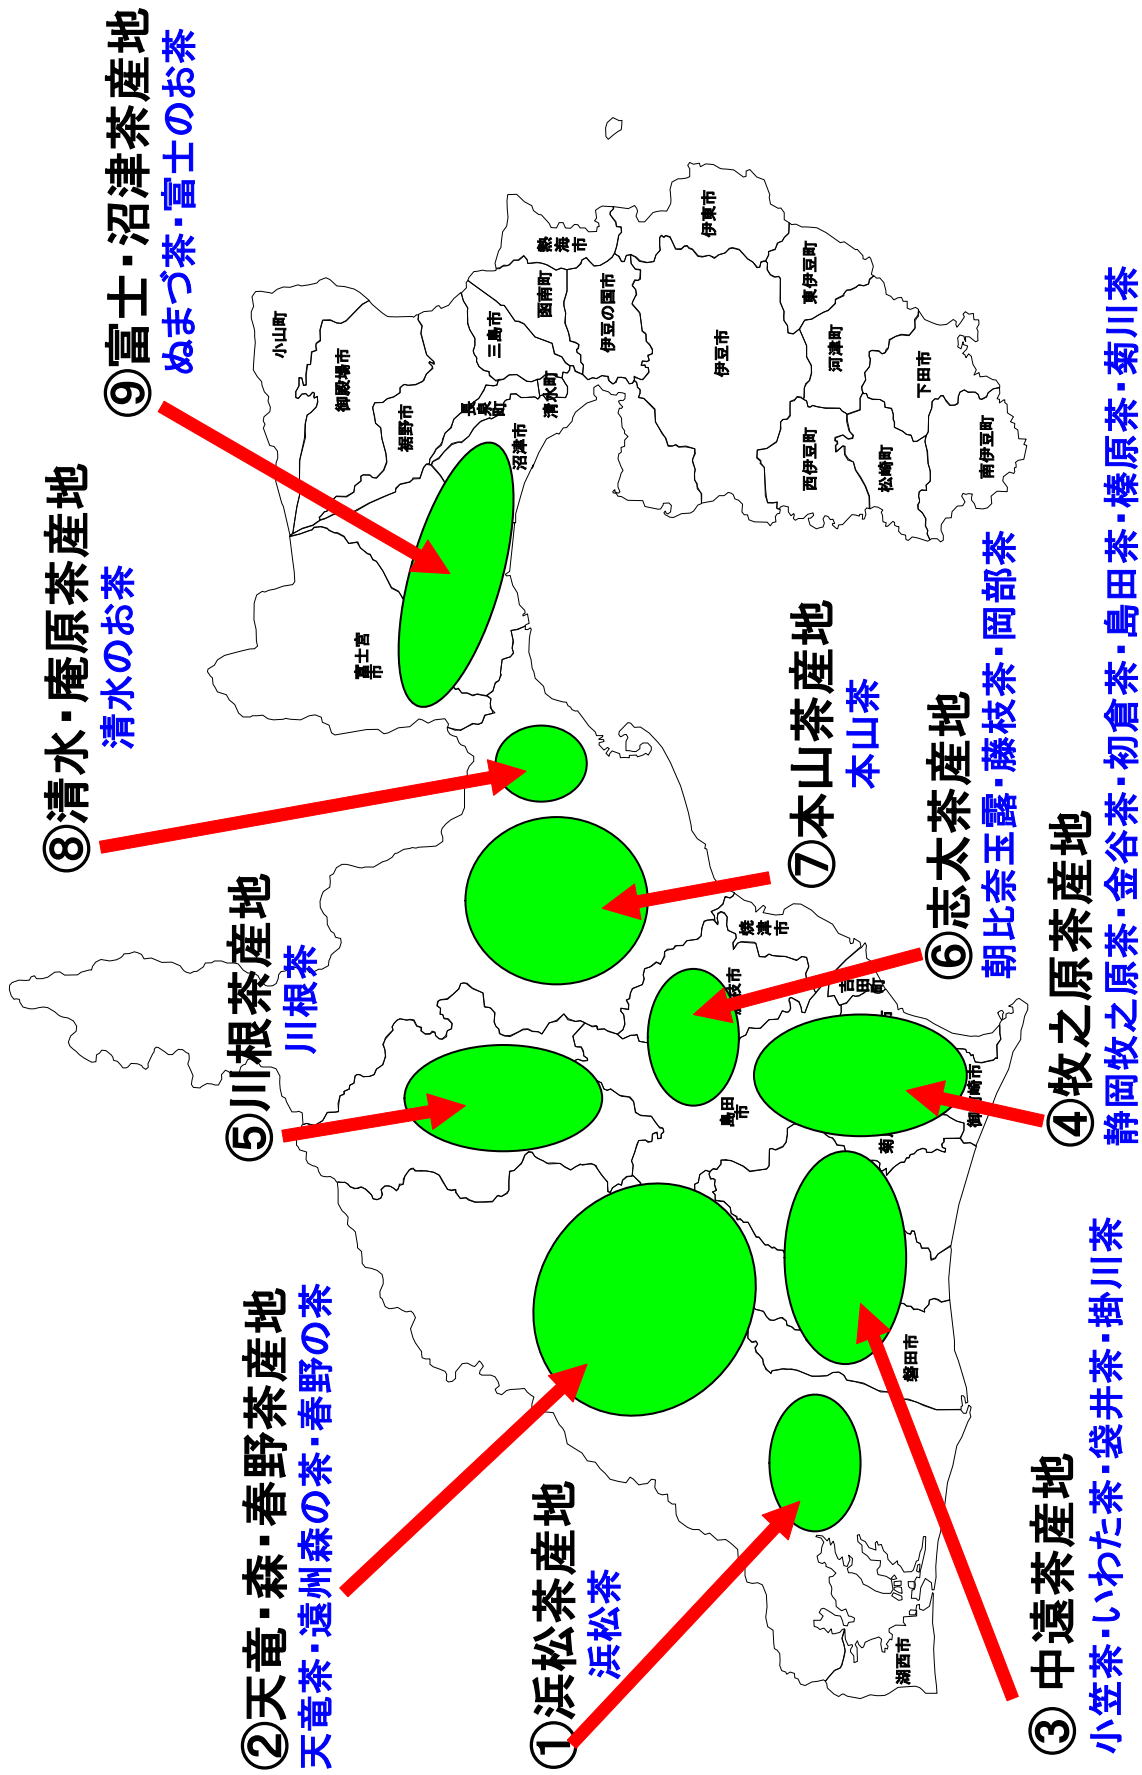 ⑨富士・沼津茶産地
ぬまづ茶・富士のお茶
⑧清水・庵原茶産地
清水のお茶
⑤川根茶産地
川根茶
②天竜・森・春野茶産地
天竜茶・遠州森の茶・春野の茶
①浜松茶産地
浜松茶
⑦本山茶産地
本山茶
⑥志太茶産地
朝比奈玉露・藤枝茶・岡部茶
④牧之原茶産地
静岡牧之原茶・金谷茶・初倉茶・島田茶・榛原茶・菊川茶
③中遠茶産地
小笠茶・いわた茶・袋井茶・掛川茶
小山町
御殿場市
裾野市
長泉町
三島市
函南町
熱海市
清水町
沼津市
伊豆の国市
伊東市
伊豆市
東伊豆町
河津町
西伊豆町
松崎町
下田市
南伊豆町
富士宮市
焼津市
枝市
吉田町
市
島田市
御 崎市
菊
磐田市
湖西市